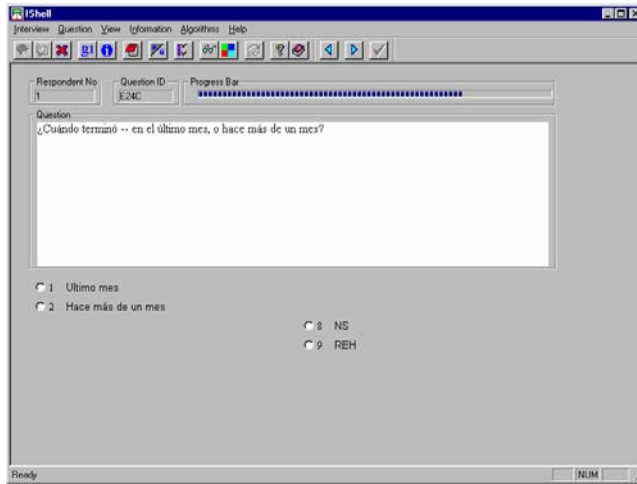 IShell
Interview Question View Information Algorithms Help
Respondent No
Question ID
Progress Bar
1
E24C
Question
¿Cuándo terminó -- en el último mes, o hace más de un mes?
1 Ultimo mes
2 Hace más de un mes
8 NS
9 REH
Ready
NUM